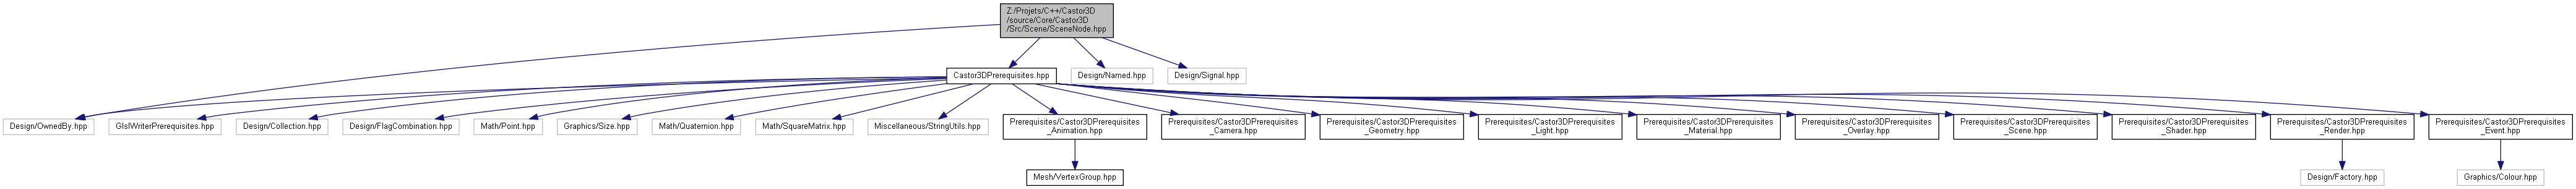 Z:/Projets/C++/Castor3D
/source/Core/Castor3D
/Src/Scene/SceneNode.hpp
Castor3DPrerequisites.hpp
Design/Named.hpp
Design/Signal.hpp
Design/OwnedBy.hpp
GlslWriterPrerequisites.hpp
Design/Collection.hpp
Design/FlagCombination.hpp
Math/Point.hpp
Graphics/Size.hpp
Math/Quaternion.hpp
Math/SquareMatrix.hpp
Miscellaneous/StringUtils.hpp
Prerequisites/Castor3DPrerequisites
_Animation.hpp
Prerequisites/Castor3DPrerequisites
_Camera.hpp
Prerequisites/Castor3DPrerequisites
_Geometry.hpp
Prerequisites/Castor3DPrerequisites
_Light.hpp
Prerequisites/Castor3DPrerequisites
_Material.hpp
Prerequisites/Castor3DPrerequisites
_Overlay.hpp
Prerequisites/Castor3DPrerequisites
_Scene.hpp
Prerequisites/Castor3DPrerequisites
_Shader.hpp
Prerequisites/Castor3DPrerequisites
_Render.hpp
Prerequisites/Castor3DPrerequisites
_Event.hpp
Mesh/VertexGroup.hpp
Design/Factory.hpp
Graphics/Colour.hpp